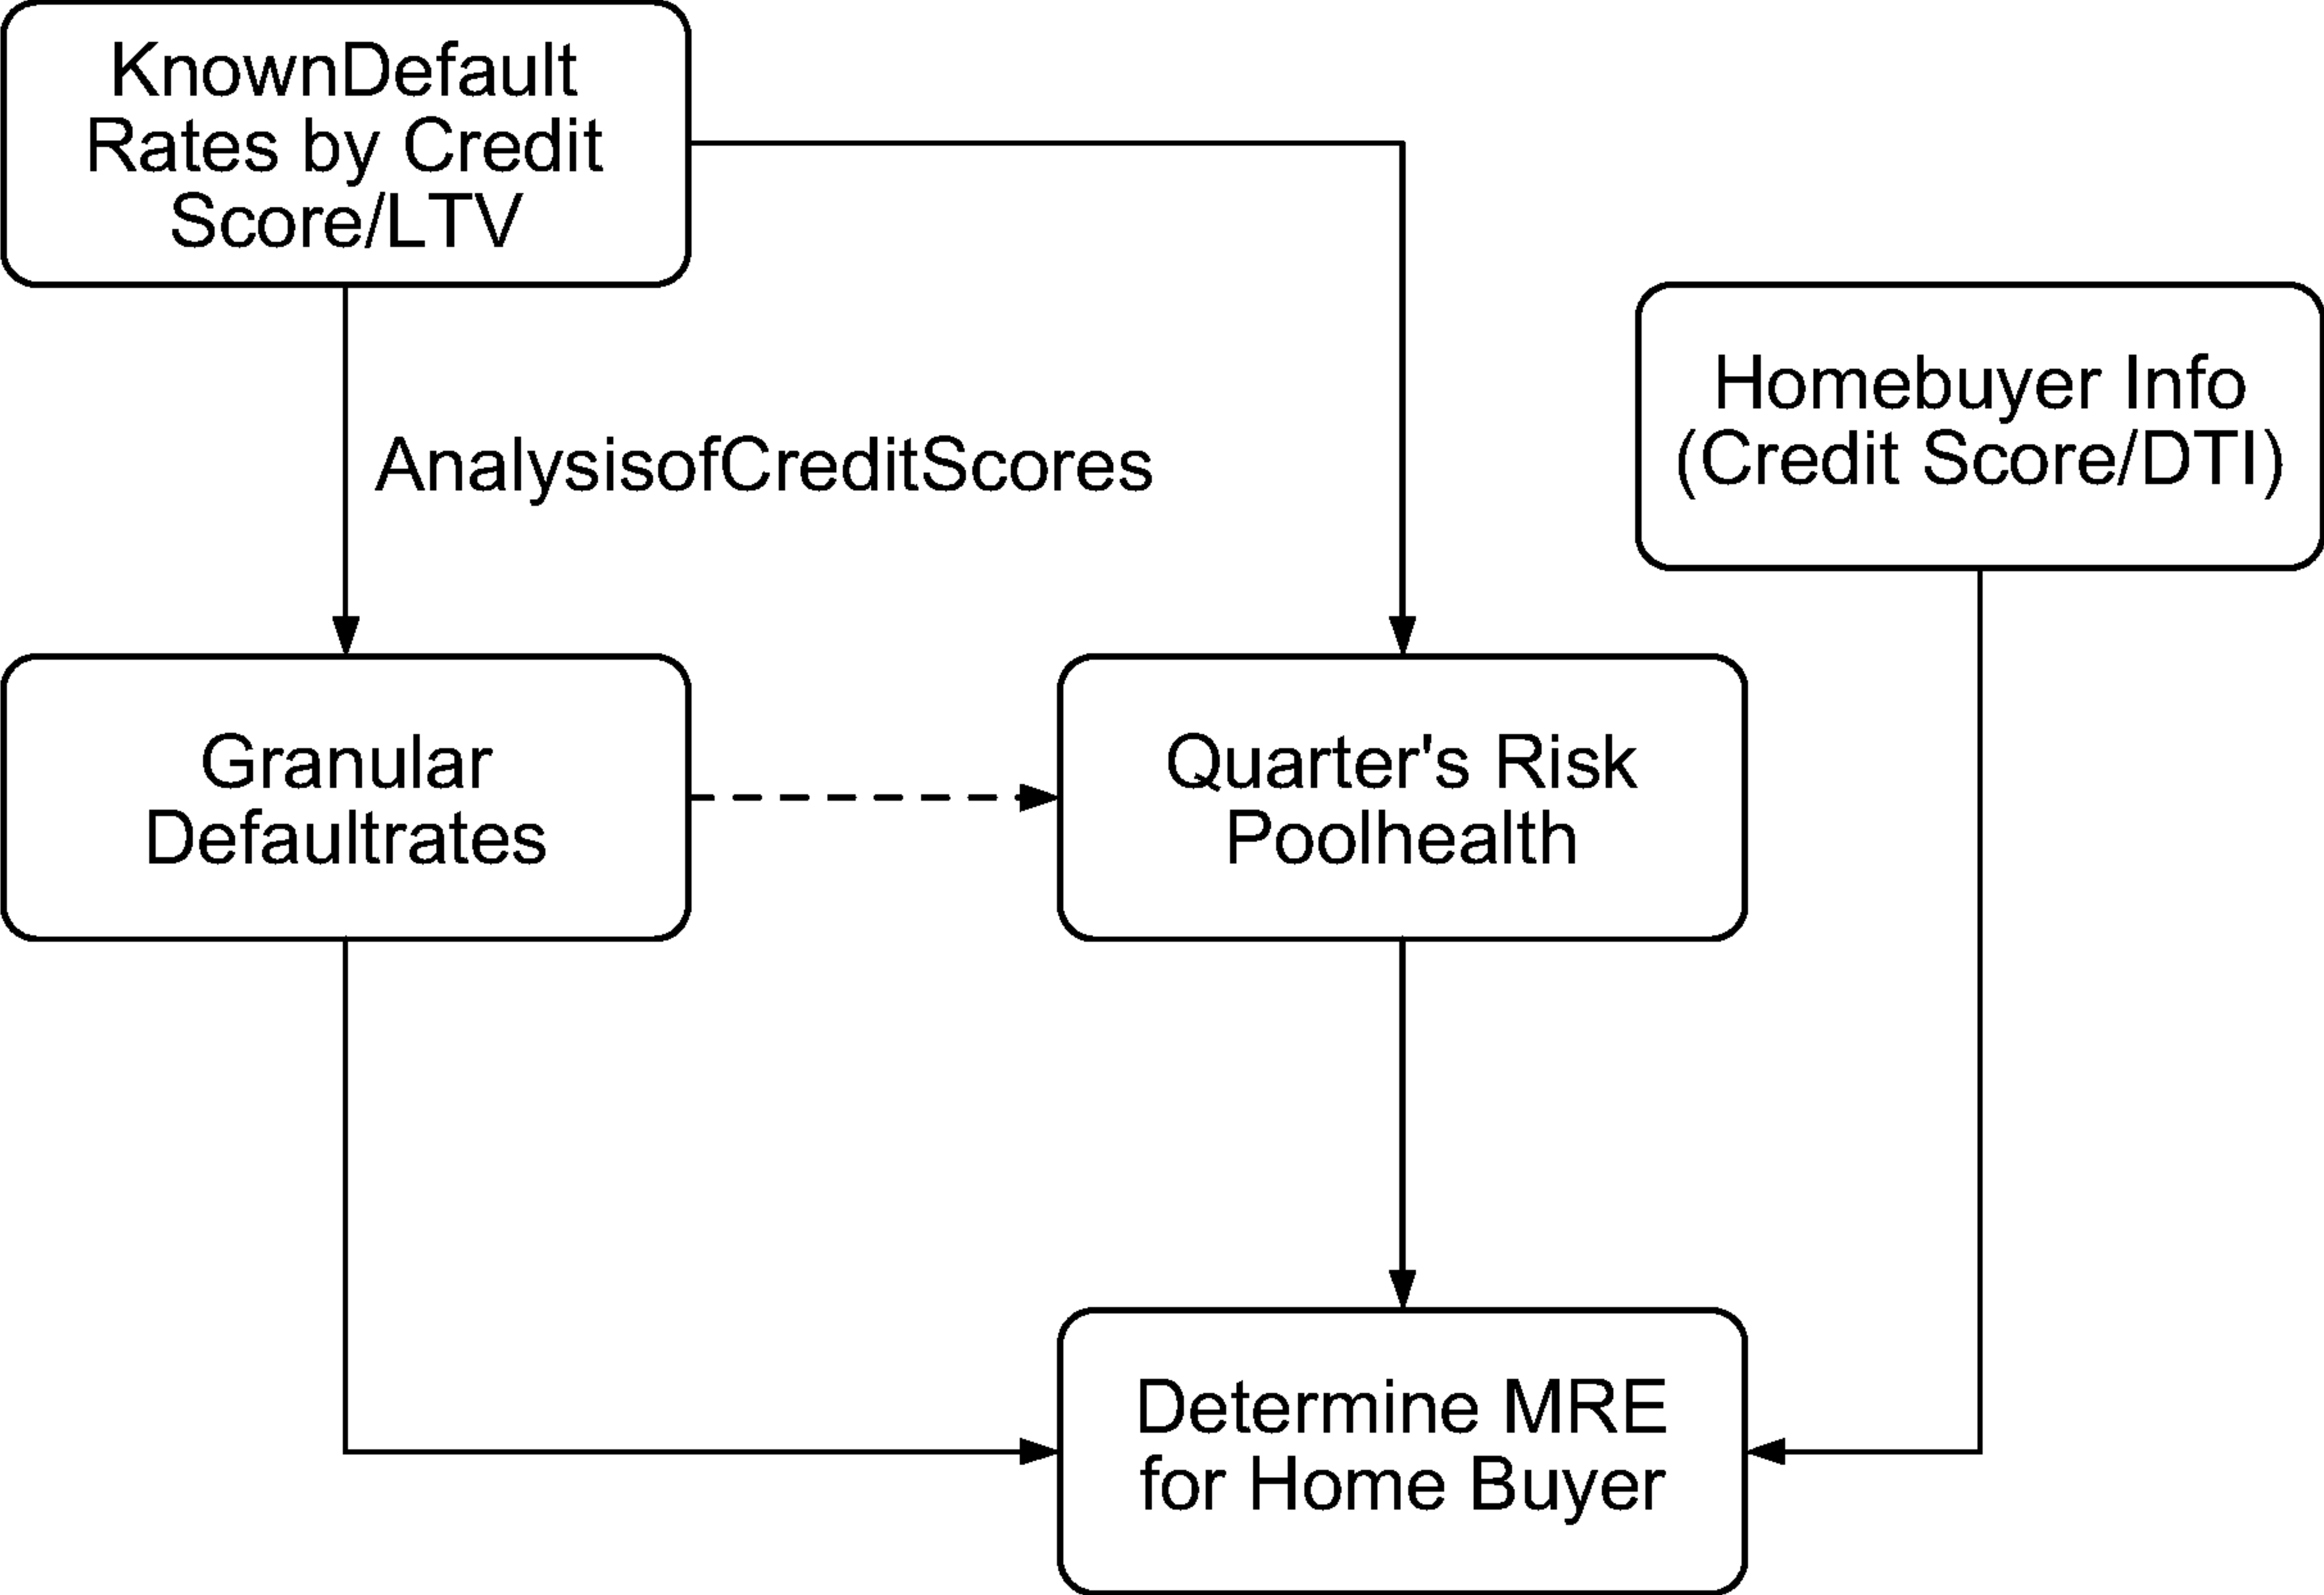 KnownDefault
Rates by Credit
Score/LTV
Homebuyer Info
(Credit Score/DTI)
AnalysisofCreditScores
Granular
Defaultrates
Quarter's Risk
Poolhealth
Determine MRE
for Home Buyer